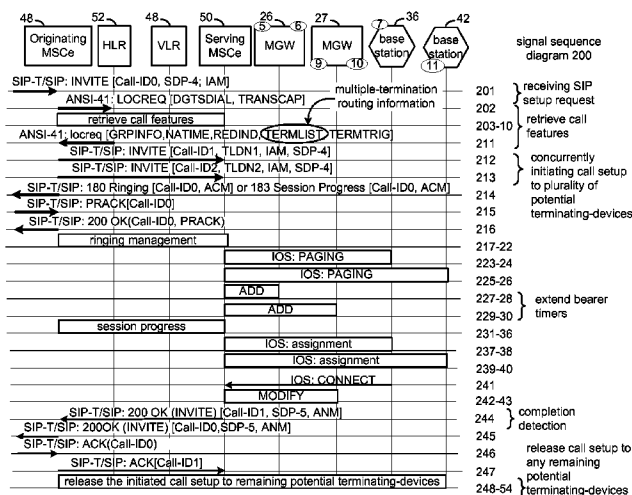 48 52 48 50 26 27 36 42
Originating MSCe
HLR
VLR
Serving MSCe
5 6
MGW
MGW
9 10
7
base station
base station
11
signal sequence diagram 200
SIP-T/SIP: INVITE [Call-ID0, SDP-4; IAM]
201
receiving SIP setup request
ANSI-41: LOCREQ [DGTSDIAL, TRANSCAP]
202
multiple-termination routing information
retrieve call features
203-10
retrieve call features
ANSI-41: locreq [GRPINFO,NATIME,REDIND,TERMLIST, TERMTRIG]
211
SIP-T/SIP: INVITE [Call-ID1, TLDN1, IAM, SDP-4]
212
concurrently initiating call setup to plurality of potential terminating-devices
SIP-T/SIP: INVITE [Call-ID2, TLDN2, IAM, SDP-4]
213
SIP-T/SIP: 180 Ringing [Call-ID0, ACM] or 183 Session Progress [Call-ID0, ACM]
214
SIP-T/SIP: PRACK[Call-ID0]
215
SIP-T/SIP: 200 OK(Call-ID0, PRACK)
216
ringing management
217-22
IOS: PAGING
223-24
IOS: PAGING
225-26
ADD
227-28
extend bearer timers
ADD
229-30
session progress
231-36
IOS: assignment
237-38
IOS: assignment
239-40
IOS: CONNECT
241
MODIFY
242-43
SIP-T/SIP: 200 OK (INVITE) [Call-ID1, SDP-5, ANM]
244
completion detection
SIP-T/SIP: 200OK (INVITE) [Call-ID0,SDP-5, ANM]
245
SIP-T/SIP: ACK(Call-ID0)
246
SIP-T/SIP: ACK[Call-ID1]
247
release call setup to any remaining potential terminating-devices
release the initiated call setup to remaining potential terminating-devices
248-54